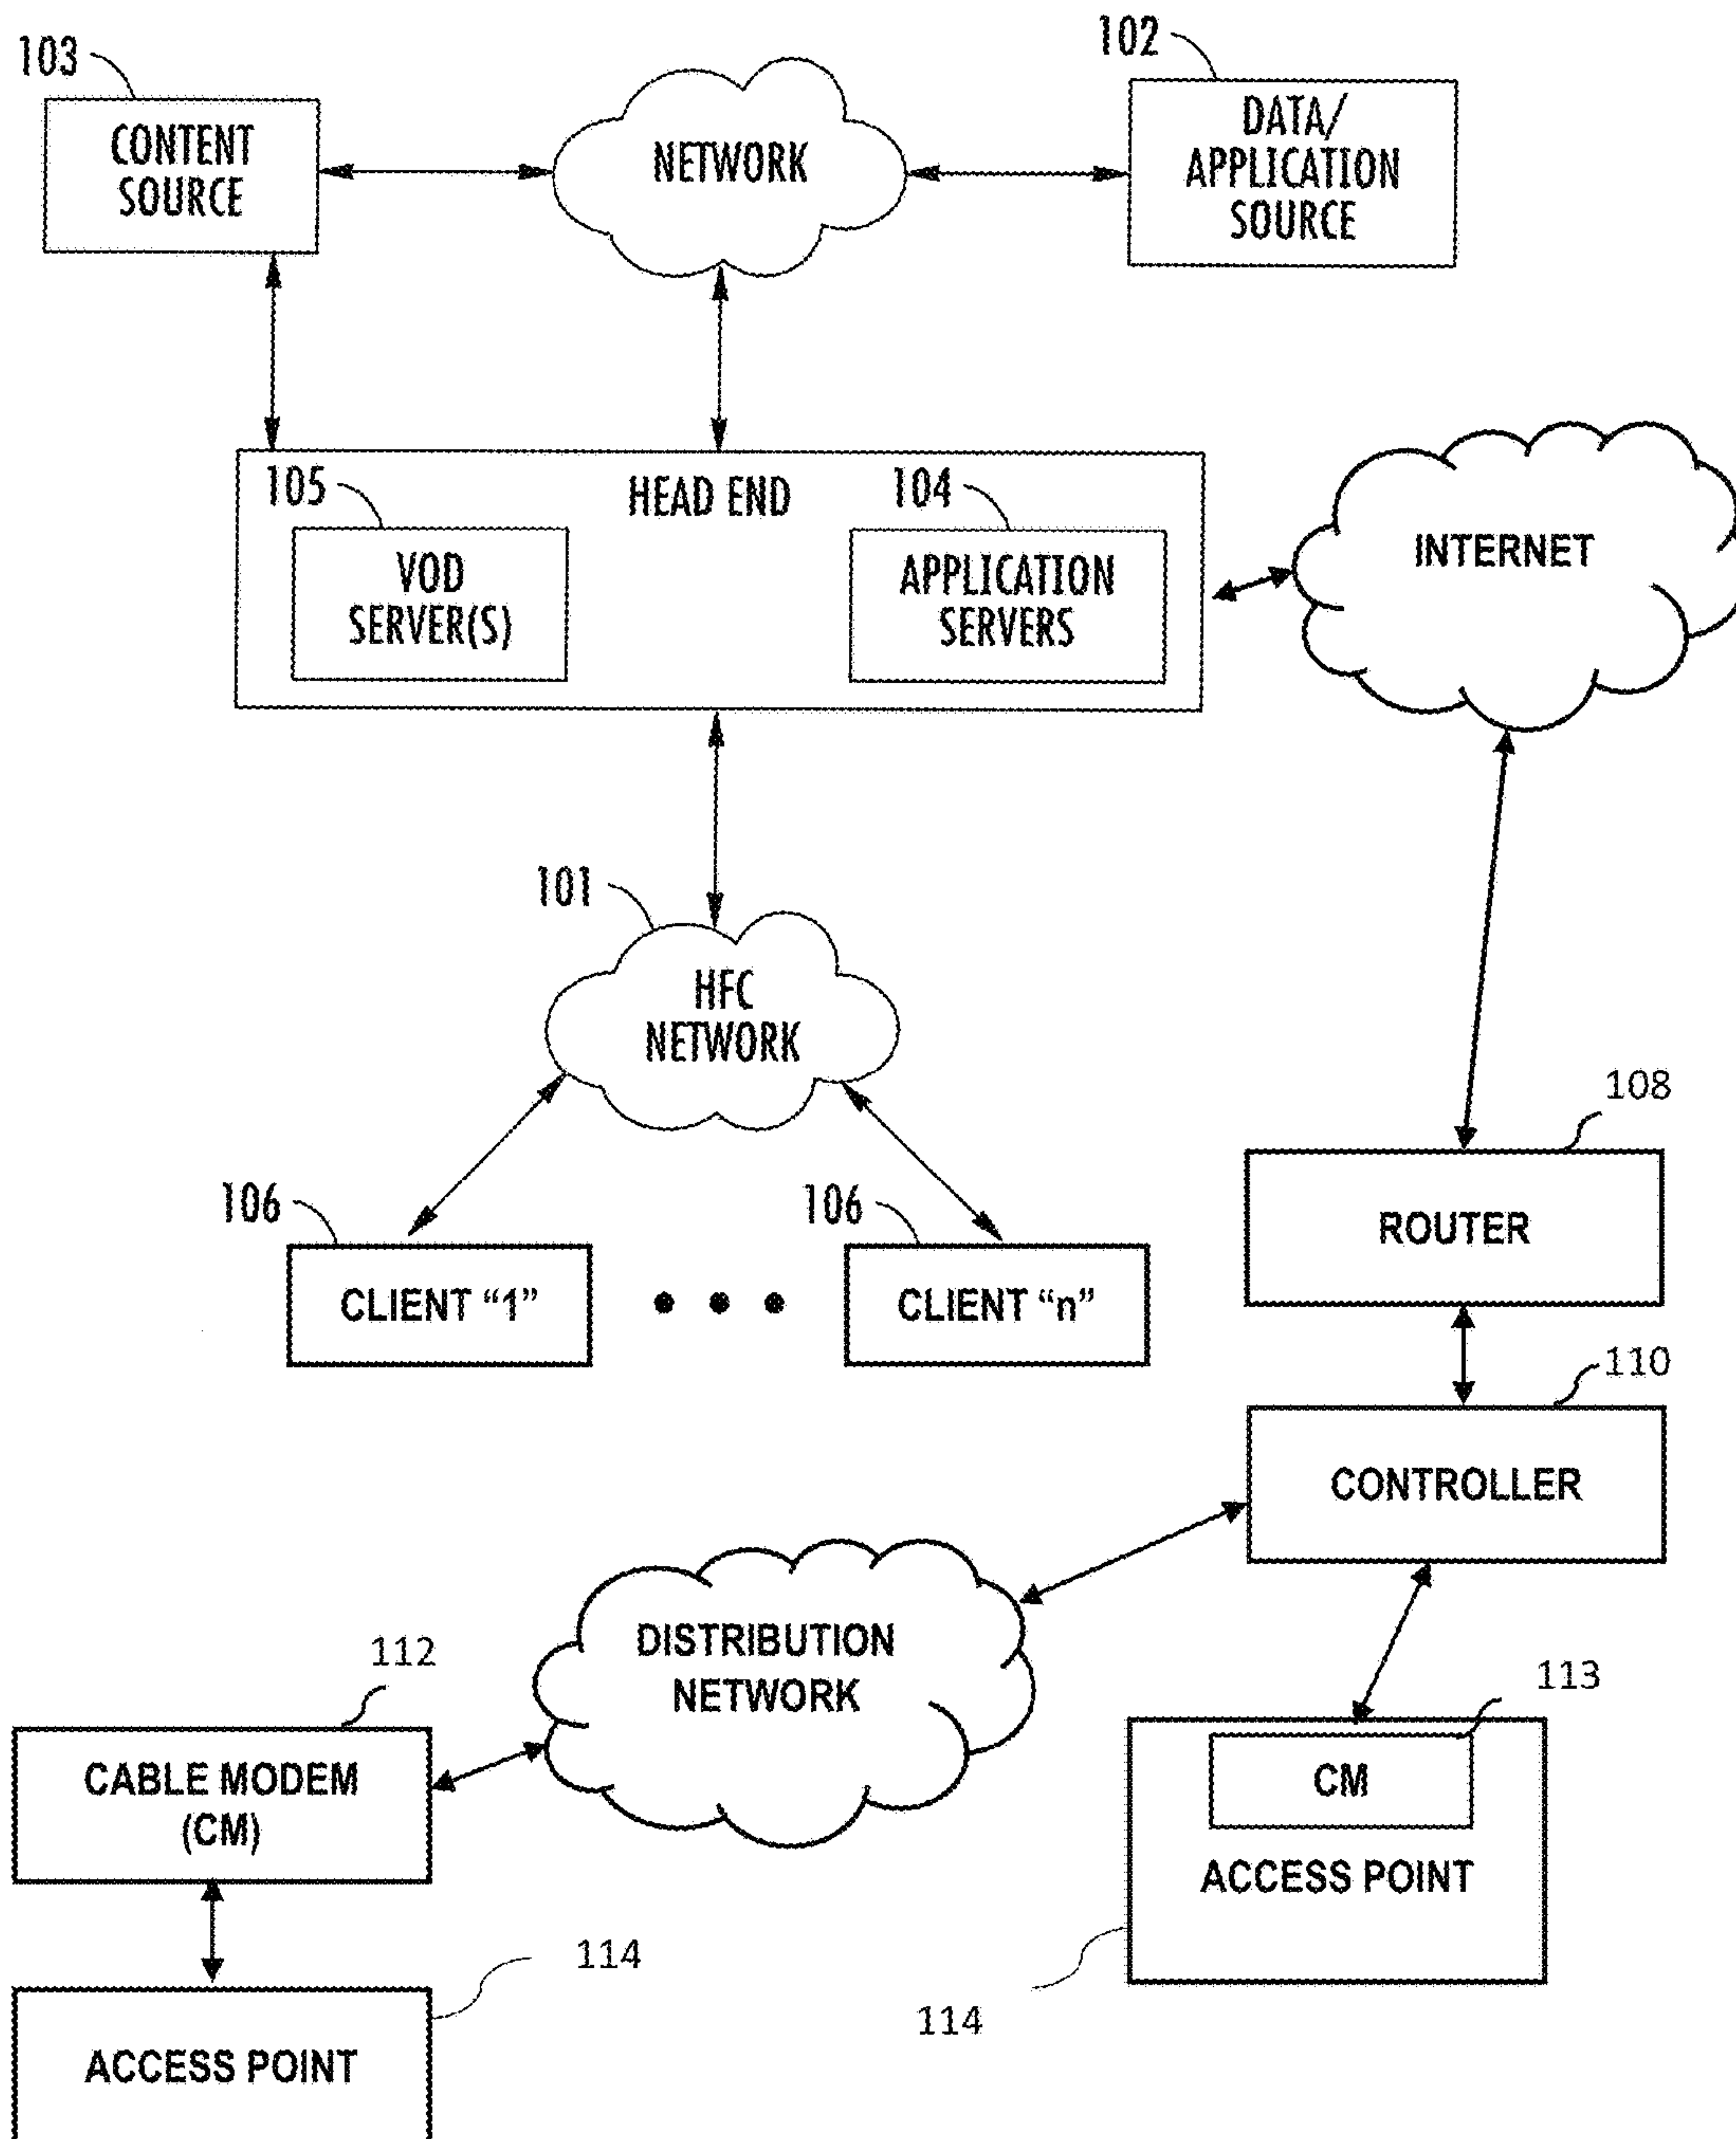 103
102
CONTENT
SOURCE
NETWORK
DATA/
APPLICATION
SOURCE
105
HEAD END
104
VOD
SERVER(S)
APPLICATION
SERVERS
INTERNET
101
HFC
NETWORK
108
106
106
ROUTER
CLIENT “1”
CLIENT “n”
110
CONTROLLER
DISTRIBUTION
NETWORK
112
113
CABLE MODEM
(CM)
CM
ACCESS POINT
114
114
ACCESS POINT